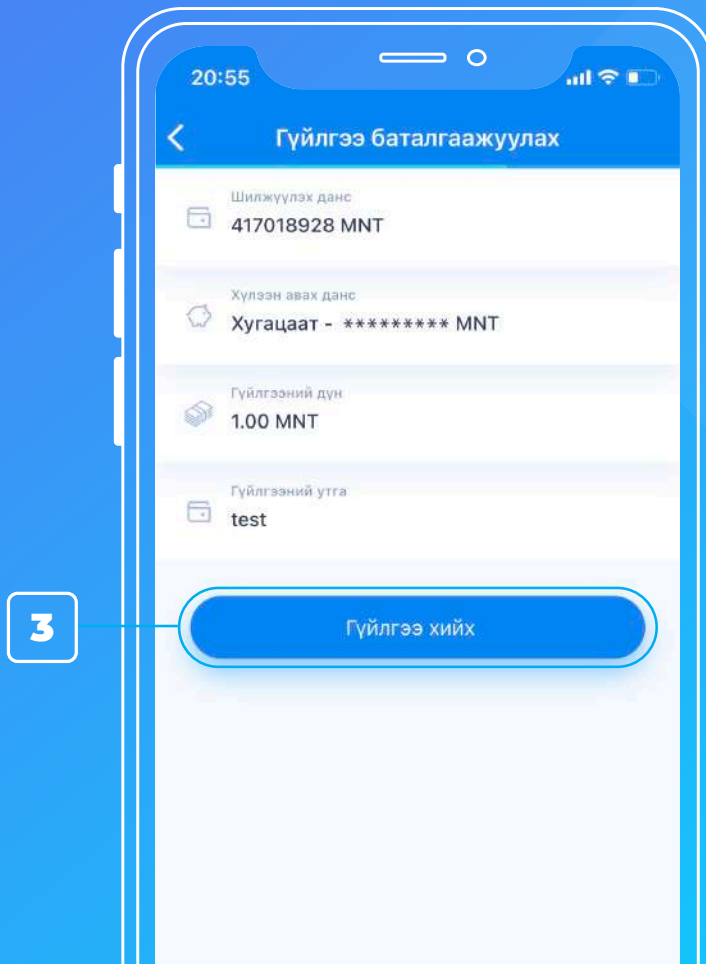 20:55
Гүйлгээ баталгаажуулах
Шилжүүлэх данс
417018928 MNT
Хүлээн авах данс
Хугацаат - ********* MNT
Гүйлгээний дүн
1.00 MNT
Гүйлгээний утга
test
3
Гүйлгээ хийх